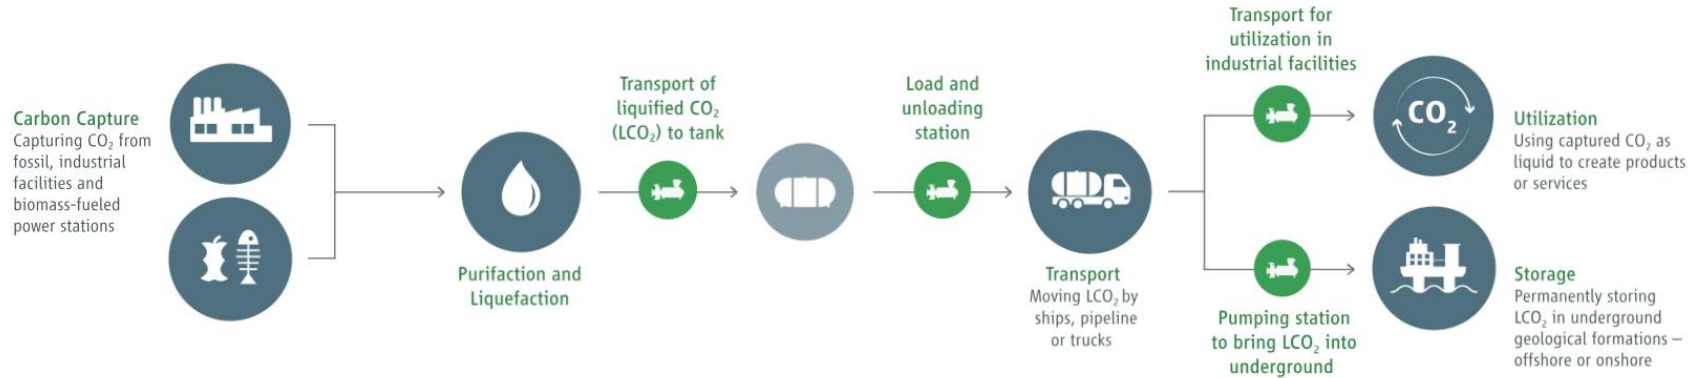 Carbon Capture
Capturing CO₂ from
fossil, industrial
facilities and
biomass-fueled
power stations
Purifaction and
Liquefaction
Transport of
liquified CO₂
(LCO₂) to tank
Load and
unloading
station
Transport
Moving LCO₂ by
ships, pipeline
or trucks
Transport for
utilization in
industrial facilities
CO₂
Utilization
Using captured CO₂ as
liquid to create products
or services
Pumping station
to bring LCO₂ into
underground
Storage
Permanently storing
LCO₂ in underground
geological formations –
offshore or onshore